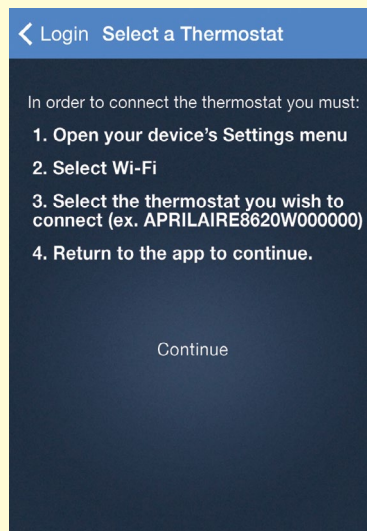 Login Select a Thermostat
In order to connect the thermostat you must:
1. Open your device's Settings menu
2. Select Wi-Fi
3. Select the thermostat you wish to
connect (ex. APRILAIRE8620W000000)
4. Return to the app to continue.
Continue